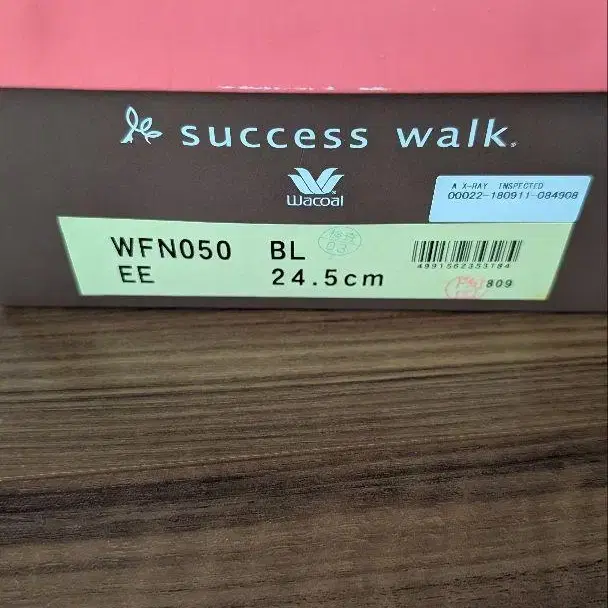 success walk.
Wacoal
A X-RAY INSPECTED
00022-180911-084908
WFN050 BL
EE 24.5cm
4991562353184
809